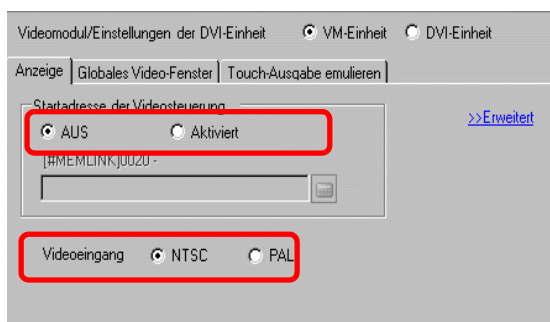 Videomodul/Einstellungen der DVI-Einheit VM-Einheit DVI-Einheit
Anzeige Globales Video-Fenster Touch-Ausgabe emulieren
Startadresse der Videosteuerung
>>Erweitert
AUS Aktiviert
[#MEMLINK]0020 -
Videoeingang NTSC PAL